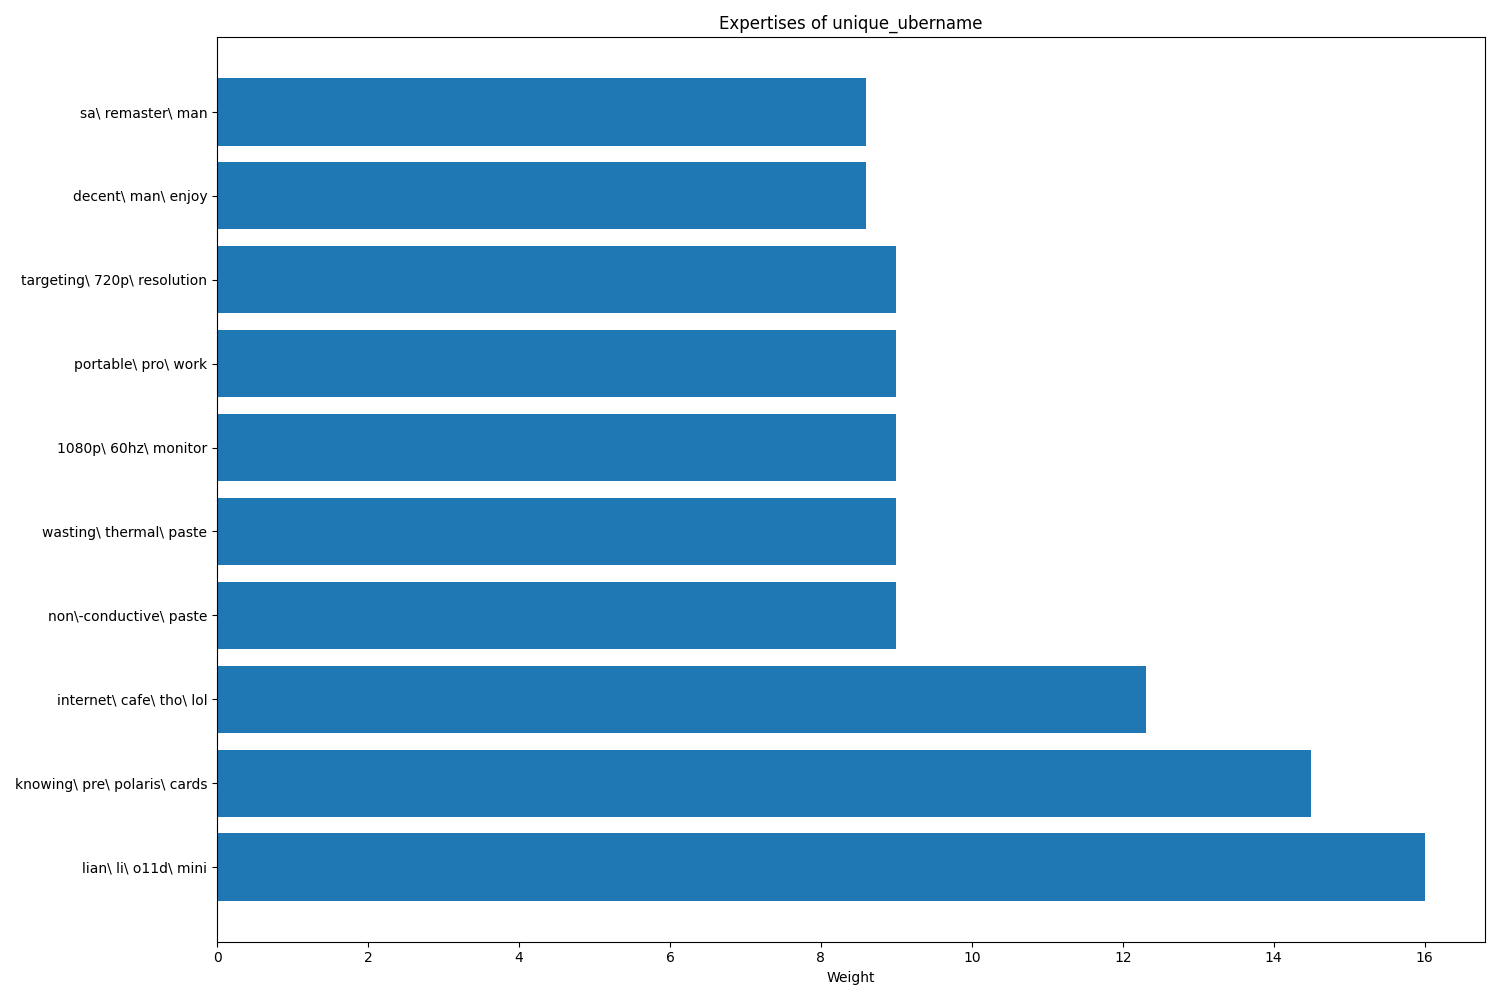 Expertises of unique_ubername
sa\ remaster\ man
decent\ man\ enjoy
targeting\ 720p\ resolution
portable\ pro\ work
1080p\ 60hz\ monitor
wasting\ thermal\ paste
non\-conductive\ paste
internet\ cafe\ tho\ lol
knowing\ pre\ polaris\ cards
lian\ li\ o11d\ mini
0 2 4 6 8 10 12 14 16
Weight